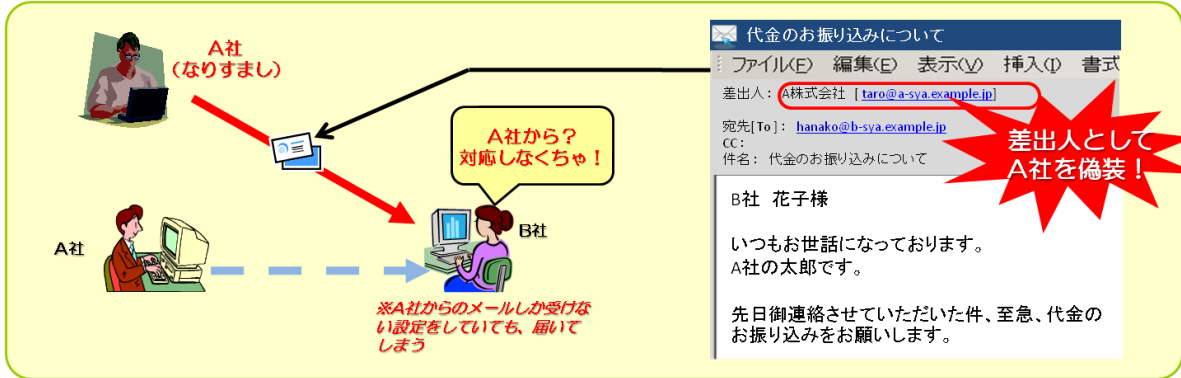 A社
(なりすまし)
A社から？
対応しなくちゃ！
A社
B社
※A社からのメールしか受けな
い設定をしていても、届いて
しまう
代金のお振り込みについて
ファイル(F) 編集(E) 表示(V) 挿入(I) 書式
差出人: A株式会社 [ taro@a-sya.example.jp]
宛先[To]: hanako@b-sya.example.jp
CC:
件名: 代金のお振り込みについて
差出人として
A社を偽装！
B社 花子様
いつもお世話になっております。
A社の太郎です。
先日御連絡させていただいた件、至急、代金の
お振り込みをお願いします。